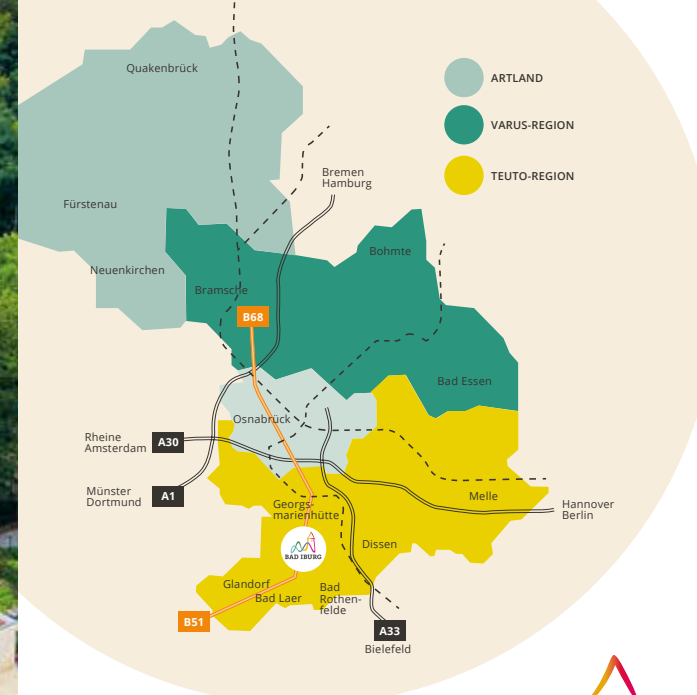 Quakenbrück
ARTLAND
VARUS-REGION
TEUTO-REGION
Bremen
Hamburg
Fürstenau
Bohmte
Neuenkirchen
Bramsche
B68
Bad Essen
Osnabrück
Rheine
Amsterdam
A30
Münster
Dortmund
A1
Melle
Georgs-
marienhütte
Hannover
Berlin
BAD IBURG
Dissen
Glandorf
Bad Laer
Bad
Rothen-
felde
B51
A33
Bielefeld